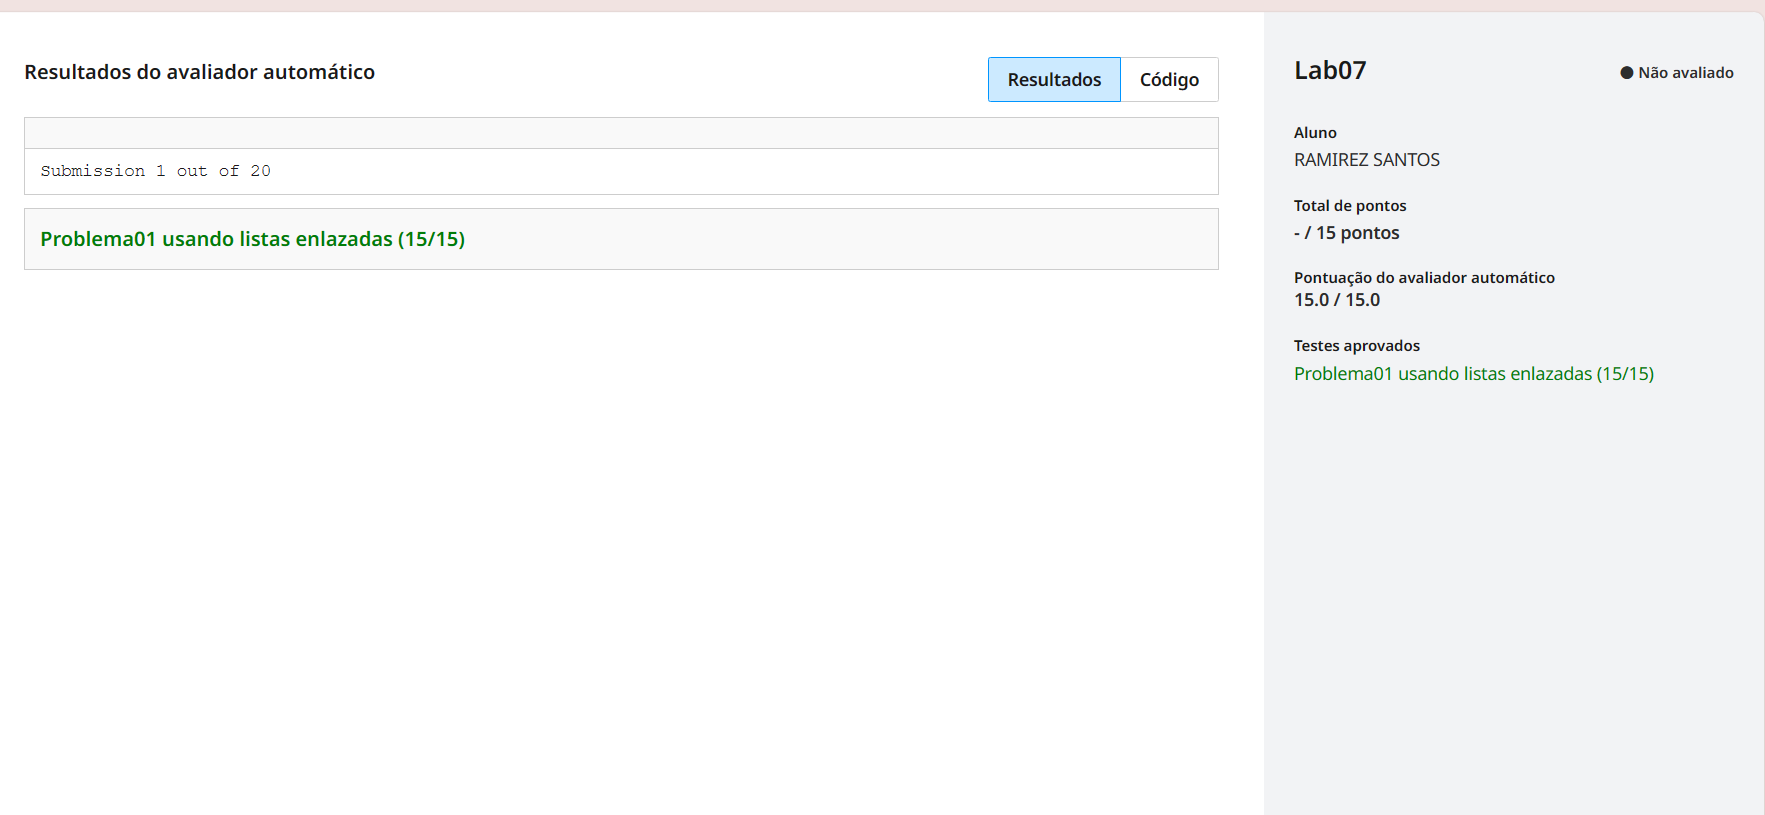 Resultados do avaliador automático
Resultados
Código
Submission 1 out of 20
Problema01 usando listas enlazadas (15/15)
Lab07
Não avaliado
Aluno
RAMIREZ SANTOS
Total de pontos
- / 15 pontos
Pontuação do avaliador automático
15.0 / 15.0
Testes aprovados
Problema01 usando listas enlazadas (15/15)